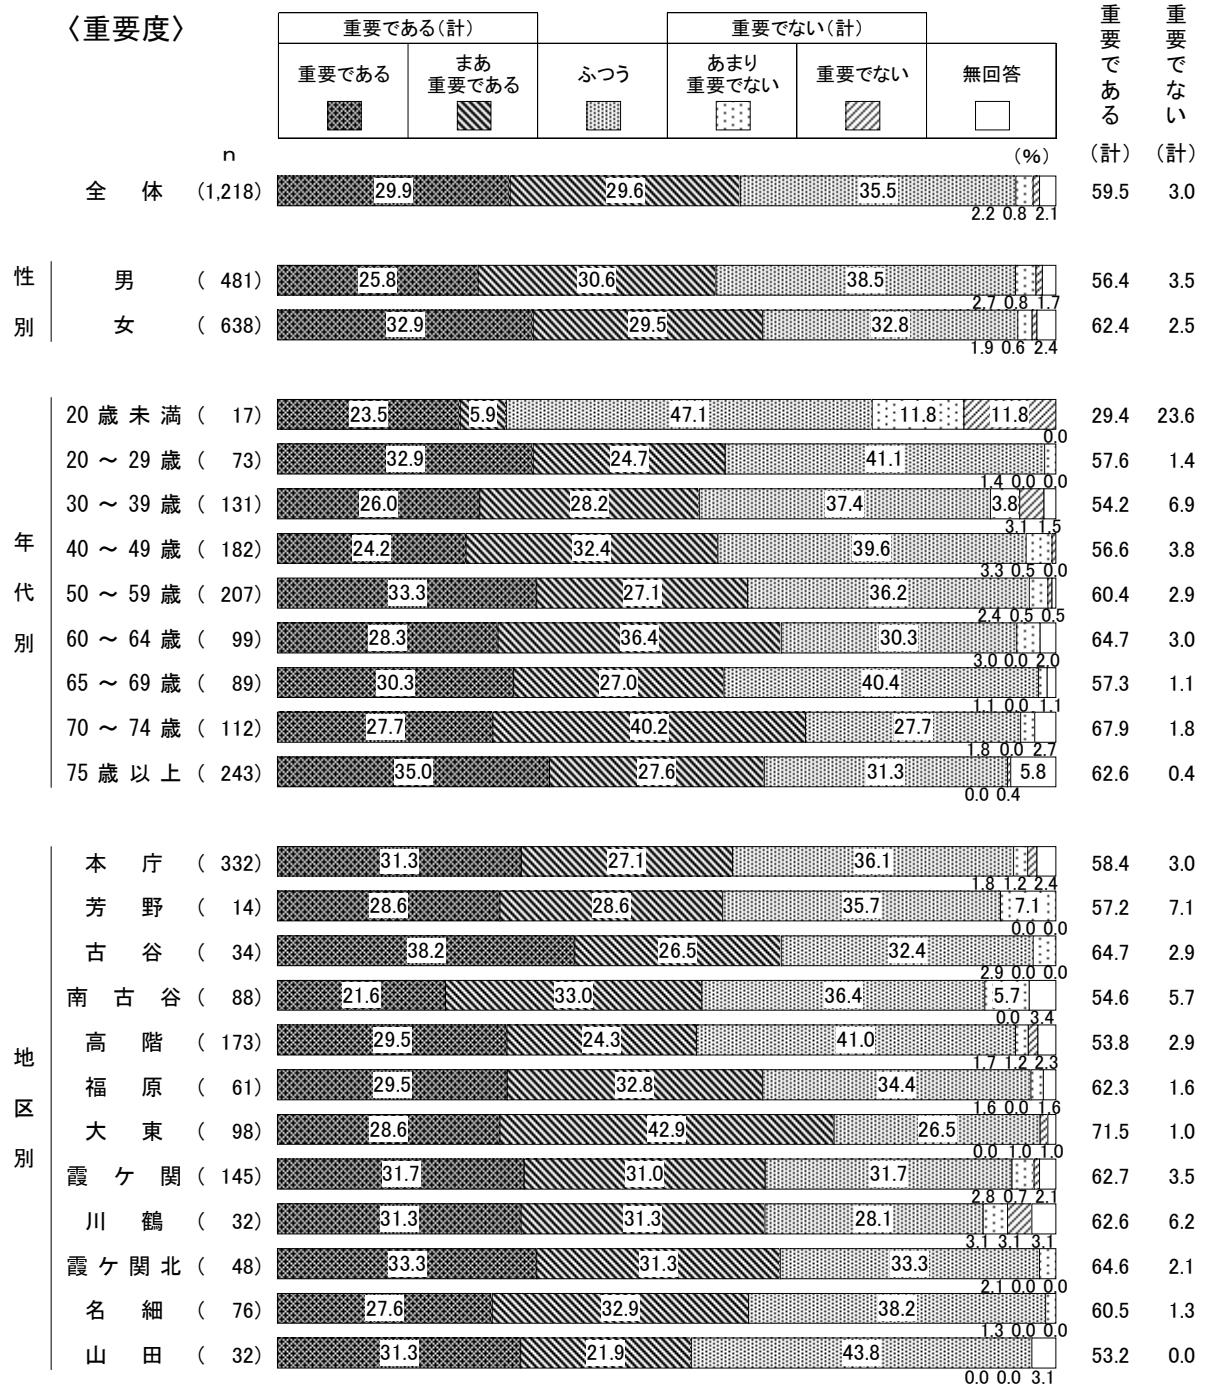 〈重要度〉
重要である(計) 重要でない(計) 重要である(計) 重要でない(計)
重要である まあ重要である ふつう あまり重要でない 重要でない 無回答
n (%)
全体 (1,218) 29.9 29.6 35.5 2.2 0.8 2.1 59.5 3.0
性別
男 ( 481) 25.8 30.6 38.5 2.7 0.8 1.7 56.4 3.5
女 ( 638) 32.9 29.5 32.8 1.9 0.6 2.4 62.4 2.5
年代別
20歳未満 ( 17) 23.5 5.9 47.1 11.8 11.8 0.0 29.4 23.6
20~29歳 ( 73) 32.9 24.7 41.1 1.4 0.0 0.0 57.6 1.4
30~39歳 ( 131) 26.0 28.2 37.4 3.8 3.1 1.5 54.2 6.9
40~49歳 ( 182) 24.2 32.4 39.6 3.3 0.5 0.0 56.6 3.8
50~59歳 ( 207) 33.3 27.1 36.2 2.4 0.5 0.5 60.4 2.9
60~64歳 ( 99) 28.3 36.4 30.3 3.0 0.0 2.0 64.7 3.0
65~69歳 ( 89) 30.3 27.0 40.4 1.1 0.0 1.1 57.3 1.1
70~74歳 ( 112) 27.7 40.2 27.7 1.8 0.0 2.7 67.9 1.8
75歳以上 ( 243) 35.0 27.6 31.3 0.0 0.4 5.8 62.6 0.4
地区別
本庁 ( 332) 31.3 27.1 36.1 1.8 1.2 2.4 58.4 3.0
芳野 ( 14) 28.6 28.6 35.7 7.1 0.0 0.0 57.2 7.1
古谷 ( 34) 38.2 26.5 32.4 2.9 0.0 0.0 64.7 2.9
南古谷 ( 88) 21.6 33.0 36.4 5.7 0.0 3.4 54.6 5.7
高階 ( 173) 29.5 24.3 41.0 1.7 1.2 2.3 53.8 2.9
福原 ( 61) 29.5 32.8 34.4 1.6 0.0 1.6 62.3 1.6
大東 ( 98) 28.6 42.9 26.5 0.0 1.0 1.0 71.5 1.0
霞ケ関 ( 145) 31.7 31.0 31.7 2.8 0.7 2.1 62.7 3.5
川鶴 ( 32) 31.3 31.3 28.1 3.1 3.1 3.1 62.6 6.2
霞ケ関北 ( 48) 33.3 31.3 33.3 2.1 0.0 0.0 64.6 2.1
名細 ( 76) 27.6 32.9 38.2 1.3 0.0 0.0 60.5 1.3
山田 ( 32) 31.3 21.9 43.8 0.0 0.0 3.1 53.2 0.0